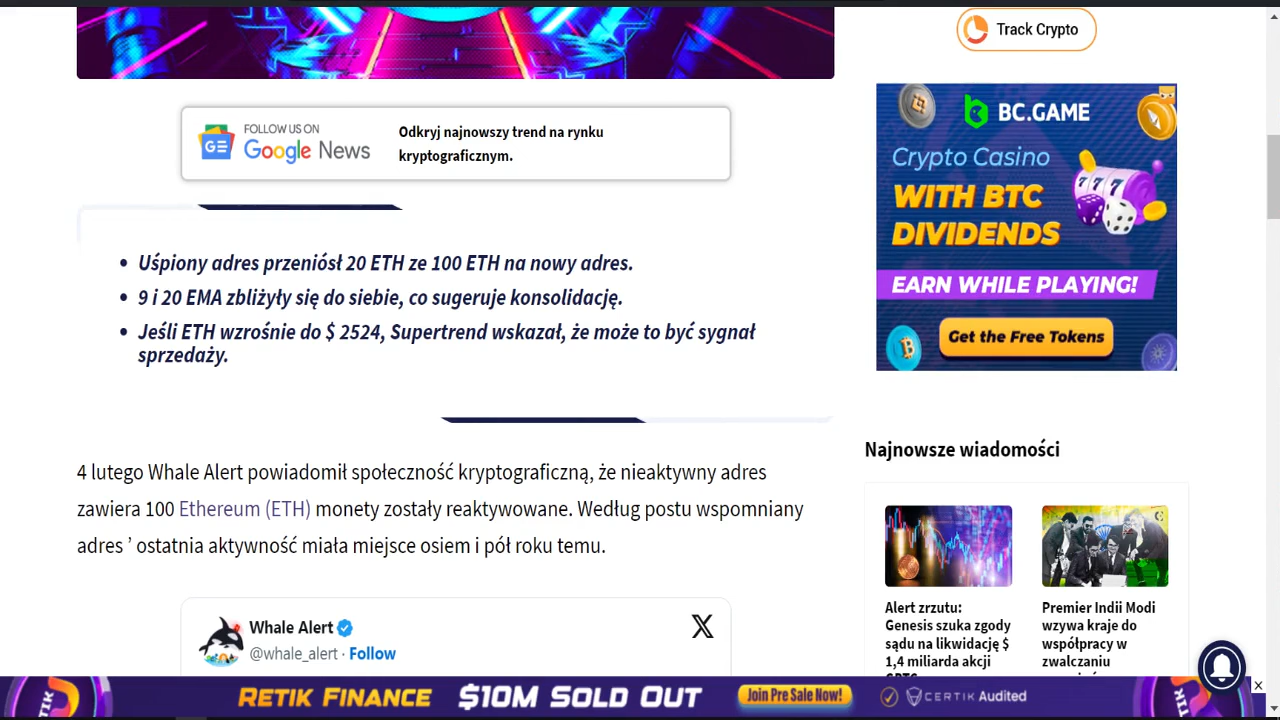 Track Crypto
FOLLOW US ON
Google News
Odkryj najnowszy trend na rynku
kryptograficznym.
• Uśpiony adres przeniósł 20 ETH ze 100 ETH na nowy adres.
• 9 i 20 EMA zbliżyły się do siebie, co sugeruje konsolidację.
• Jeśli ETH wzrośnie do $ 2524, Supertrend wskazał, że może to być sygnał
sprzedaży.
4 lutego Whale Alert powiadomił społeczność kryptograficzną, że nieaktywny adres
zawiera 100 Ethereum (ETH) monety zostały reaktywowane. Według postu wspomniany
adres ’ ostatnia aktywność miała miejsce osiem i pół roku temu.
Whale Alert
@whale_alert · Follow
BC.GAME
Crypto Casino
WITH BTC
DIVIDENDS
777
EARN WHILE PLAYING!
Get the Free Tokens
Najnowsze wiadomości
Alert zrzutu:
Genesis szuka zgody
sądu na likwidację $
1,4 miliarda akcji
Premier Indii Modi
wzywa kraje do
współpracy w
zwalczaniu
RETIK FINANCE $10M SOLD OUT Join Pre Sale Now! CERTIK Audited
x